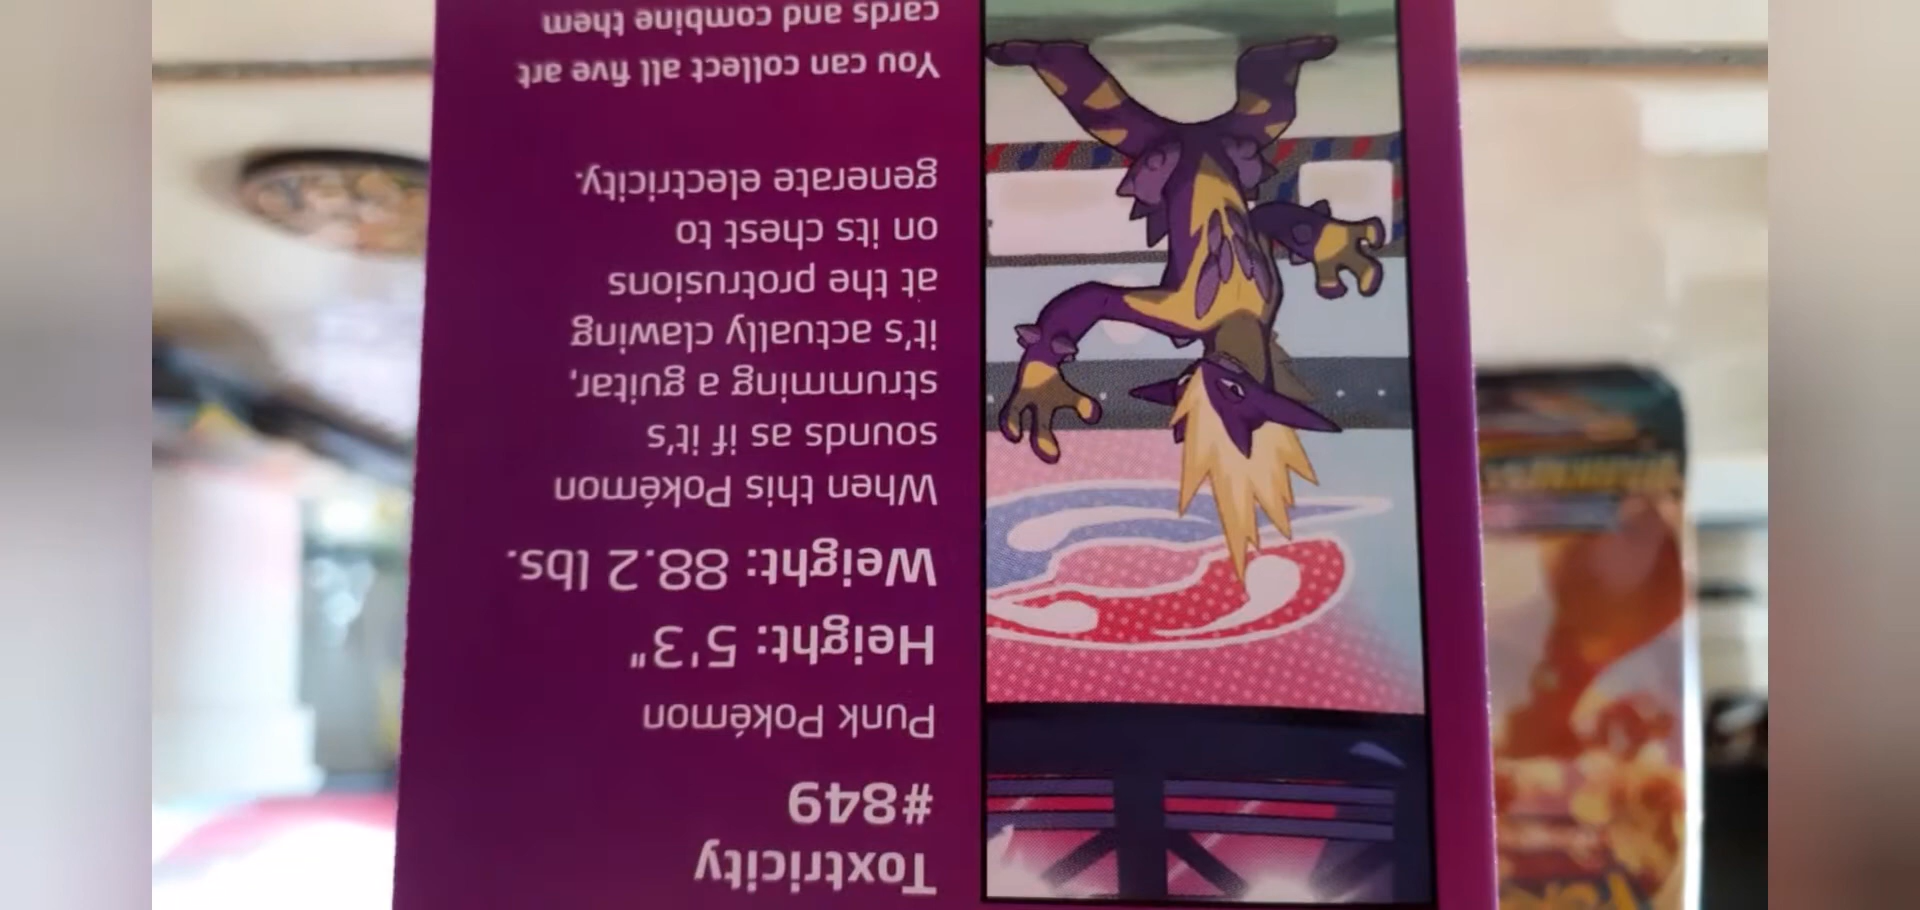 Toxtricity
#849
Punk Pokémon
Height: 5'3"
Weight: 88.2 lbs.
When this Pokémon
sounds as if it's
strumming a guitar,
it's actually clawing
at the protrusions
on its chest to
generate electricity.
You can collect all five art
cards and combine them